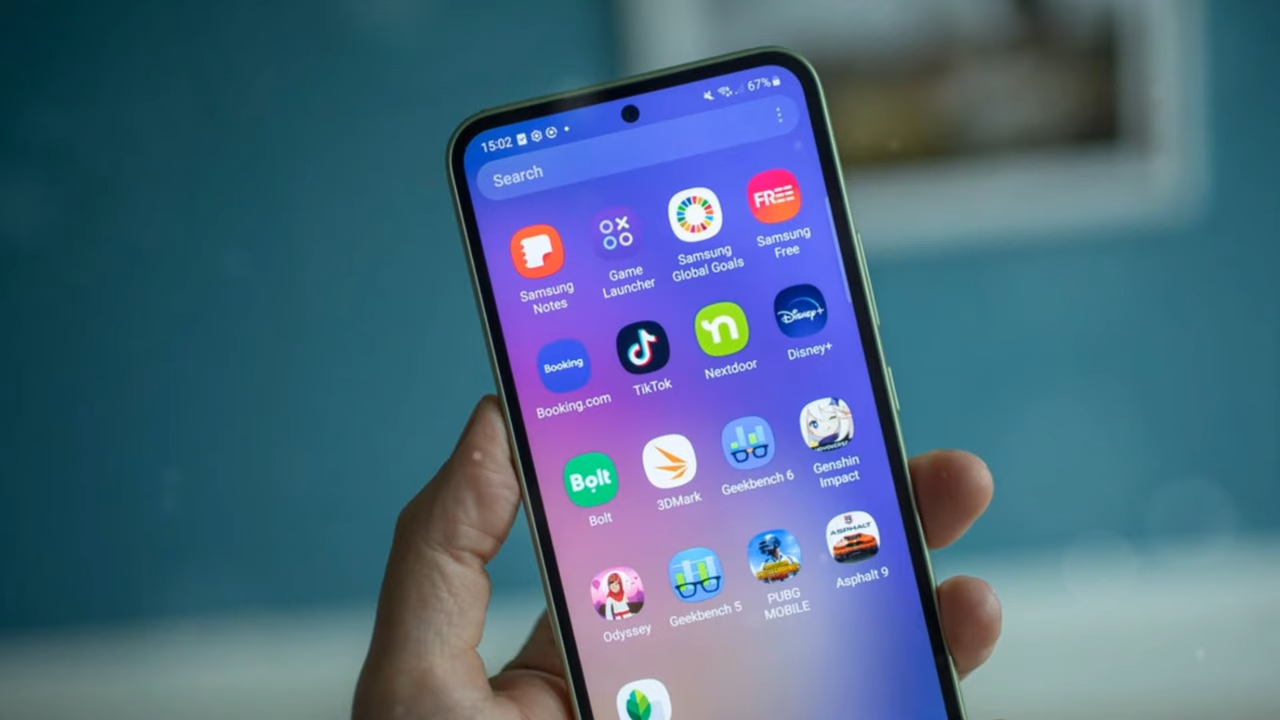 15:02
67%
Search
Samsung
Notes
Game
Launcher
Samsung
Global Goals
FREE
Samsung
Free
Booking
Booking.com
TikTok
Nextdoor
Disney+
Disney+
Bolt
Bolt
3DMark
Geekbench 6
Genshin
Impact
Odyssey
Geekbench 5
PUBG
MOBILE
ASPHALT
Asphalt 9